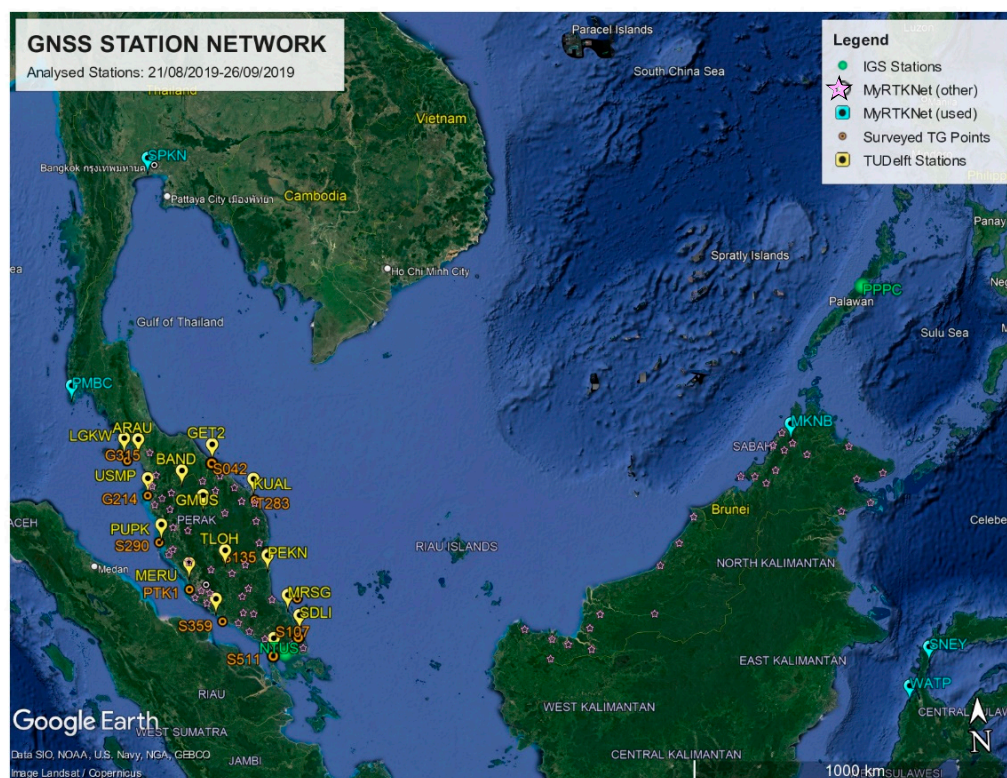 GNSS STATION NETWORK
Analysed Stations: 21/08/2019-26/09/2019
Legend
IGS Stations
MyRTKNet (other)
MyRTKNet (used)
Surveyed TG Points
TUDelft Stations
Paracel Islands
South China Sea
Thailand
Vietnam
SPKN
Bangkok กรุงเทพมหานคร
Pattaya City เมืองพัทยา
Cambodia
Ho Chi Minh City
Spratly Islands
PPPC
Palawan
Gulf of Thailand
Sulu Sea
PMBC
MKNB
SABAH
ARAU
LGKW
GET2
G315
BAND
S042
USMP
KUAL
G214
GMUS
T283
PERAK
Brunei
ACEH
PUPK
TLOH
S290
PEKN
RIAU ISLANDS
NORTH KALIMANTAN
Medan
MERU
PTK1
MRSG
SDLI
S359
S107
NTUS
S511
SNEY
EAST KALIMANTAN
WATP
RIAU
WEST KALIMANTAN
Google Earth
WEST SUMATRA
N
Data SIO, NOAA, U.S. Navy, NGA, GEBCO
Image Landsat / Copernicus
JAMBI
CENTRAL KALIMANTAN
1000 km